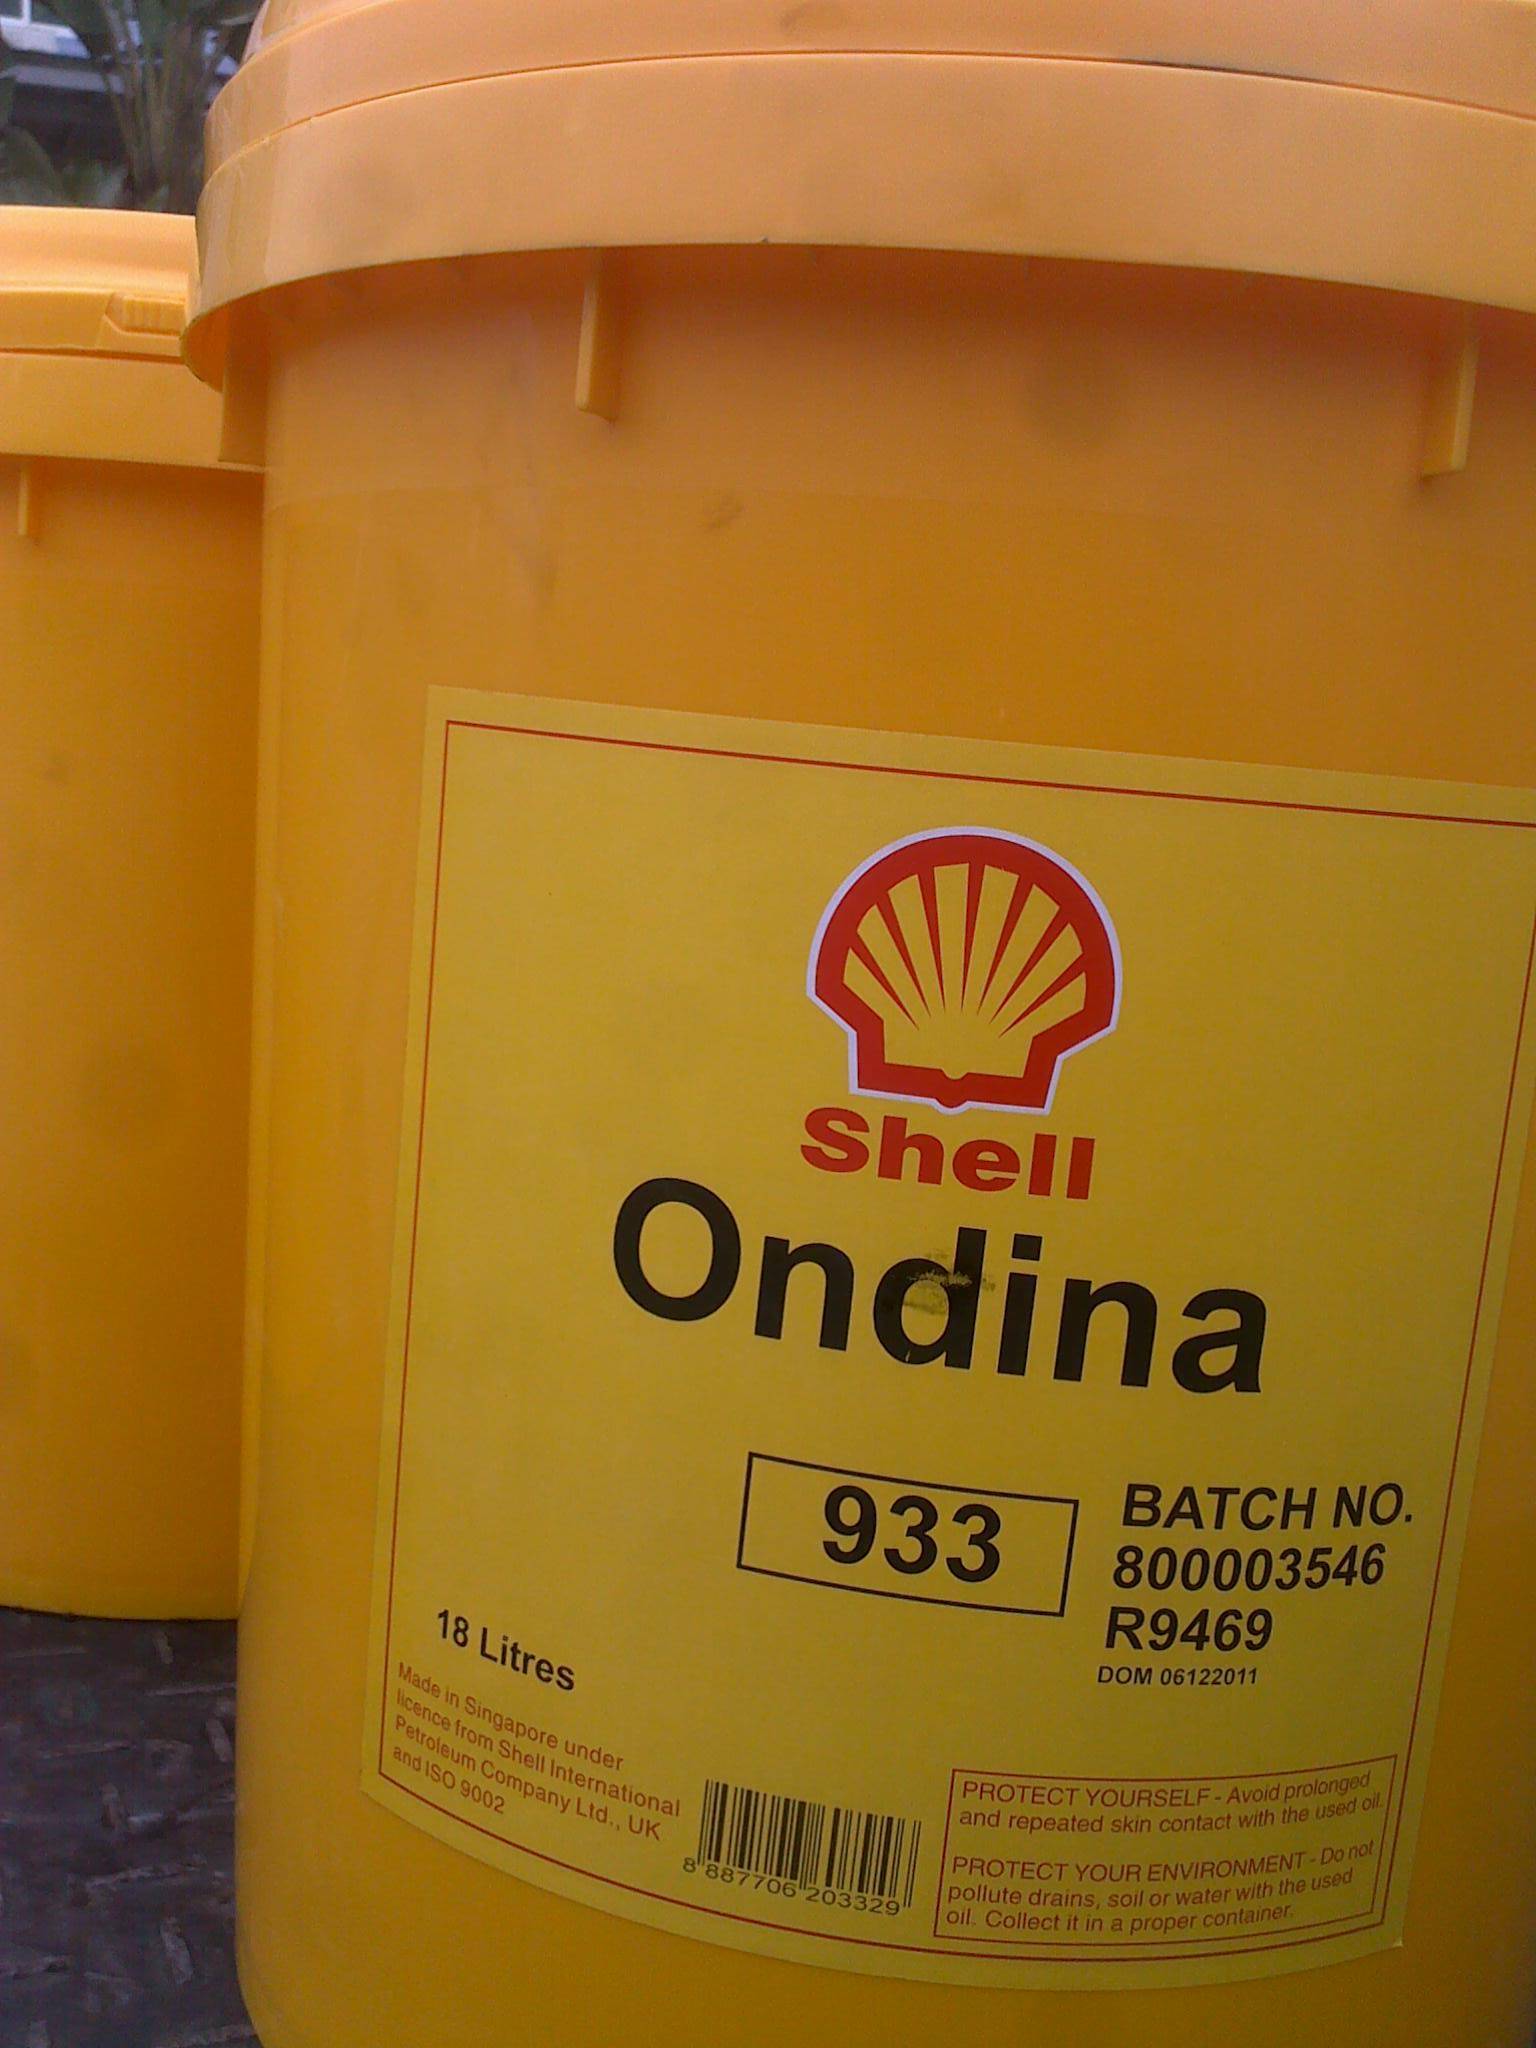 Shell
Ondina
933
BATCH NO.
800003546
R9469
DOM 06122011
18 Litres
Made in Singapore under
licence from Shell International
Petroleum Company Ltd., UK
and ISO 9002
8 887706 203329
PROTECT YOURSELF - Avoid prolonged
and repeated skin contact with the used oil.
PROTECT YOUR ENVIRONMENT - Do not
pollute drains, soil or water with the used
oil. Collect it in a proper container.